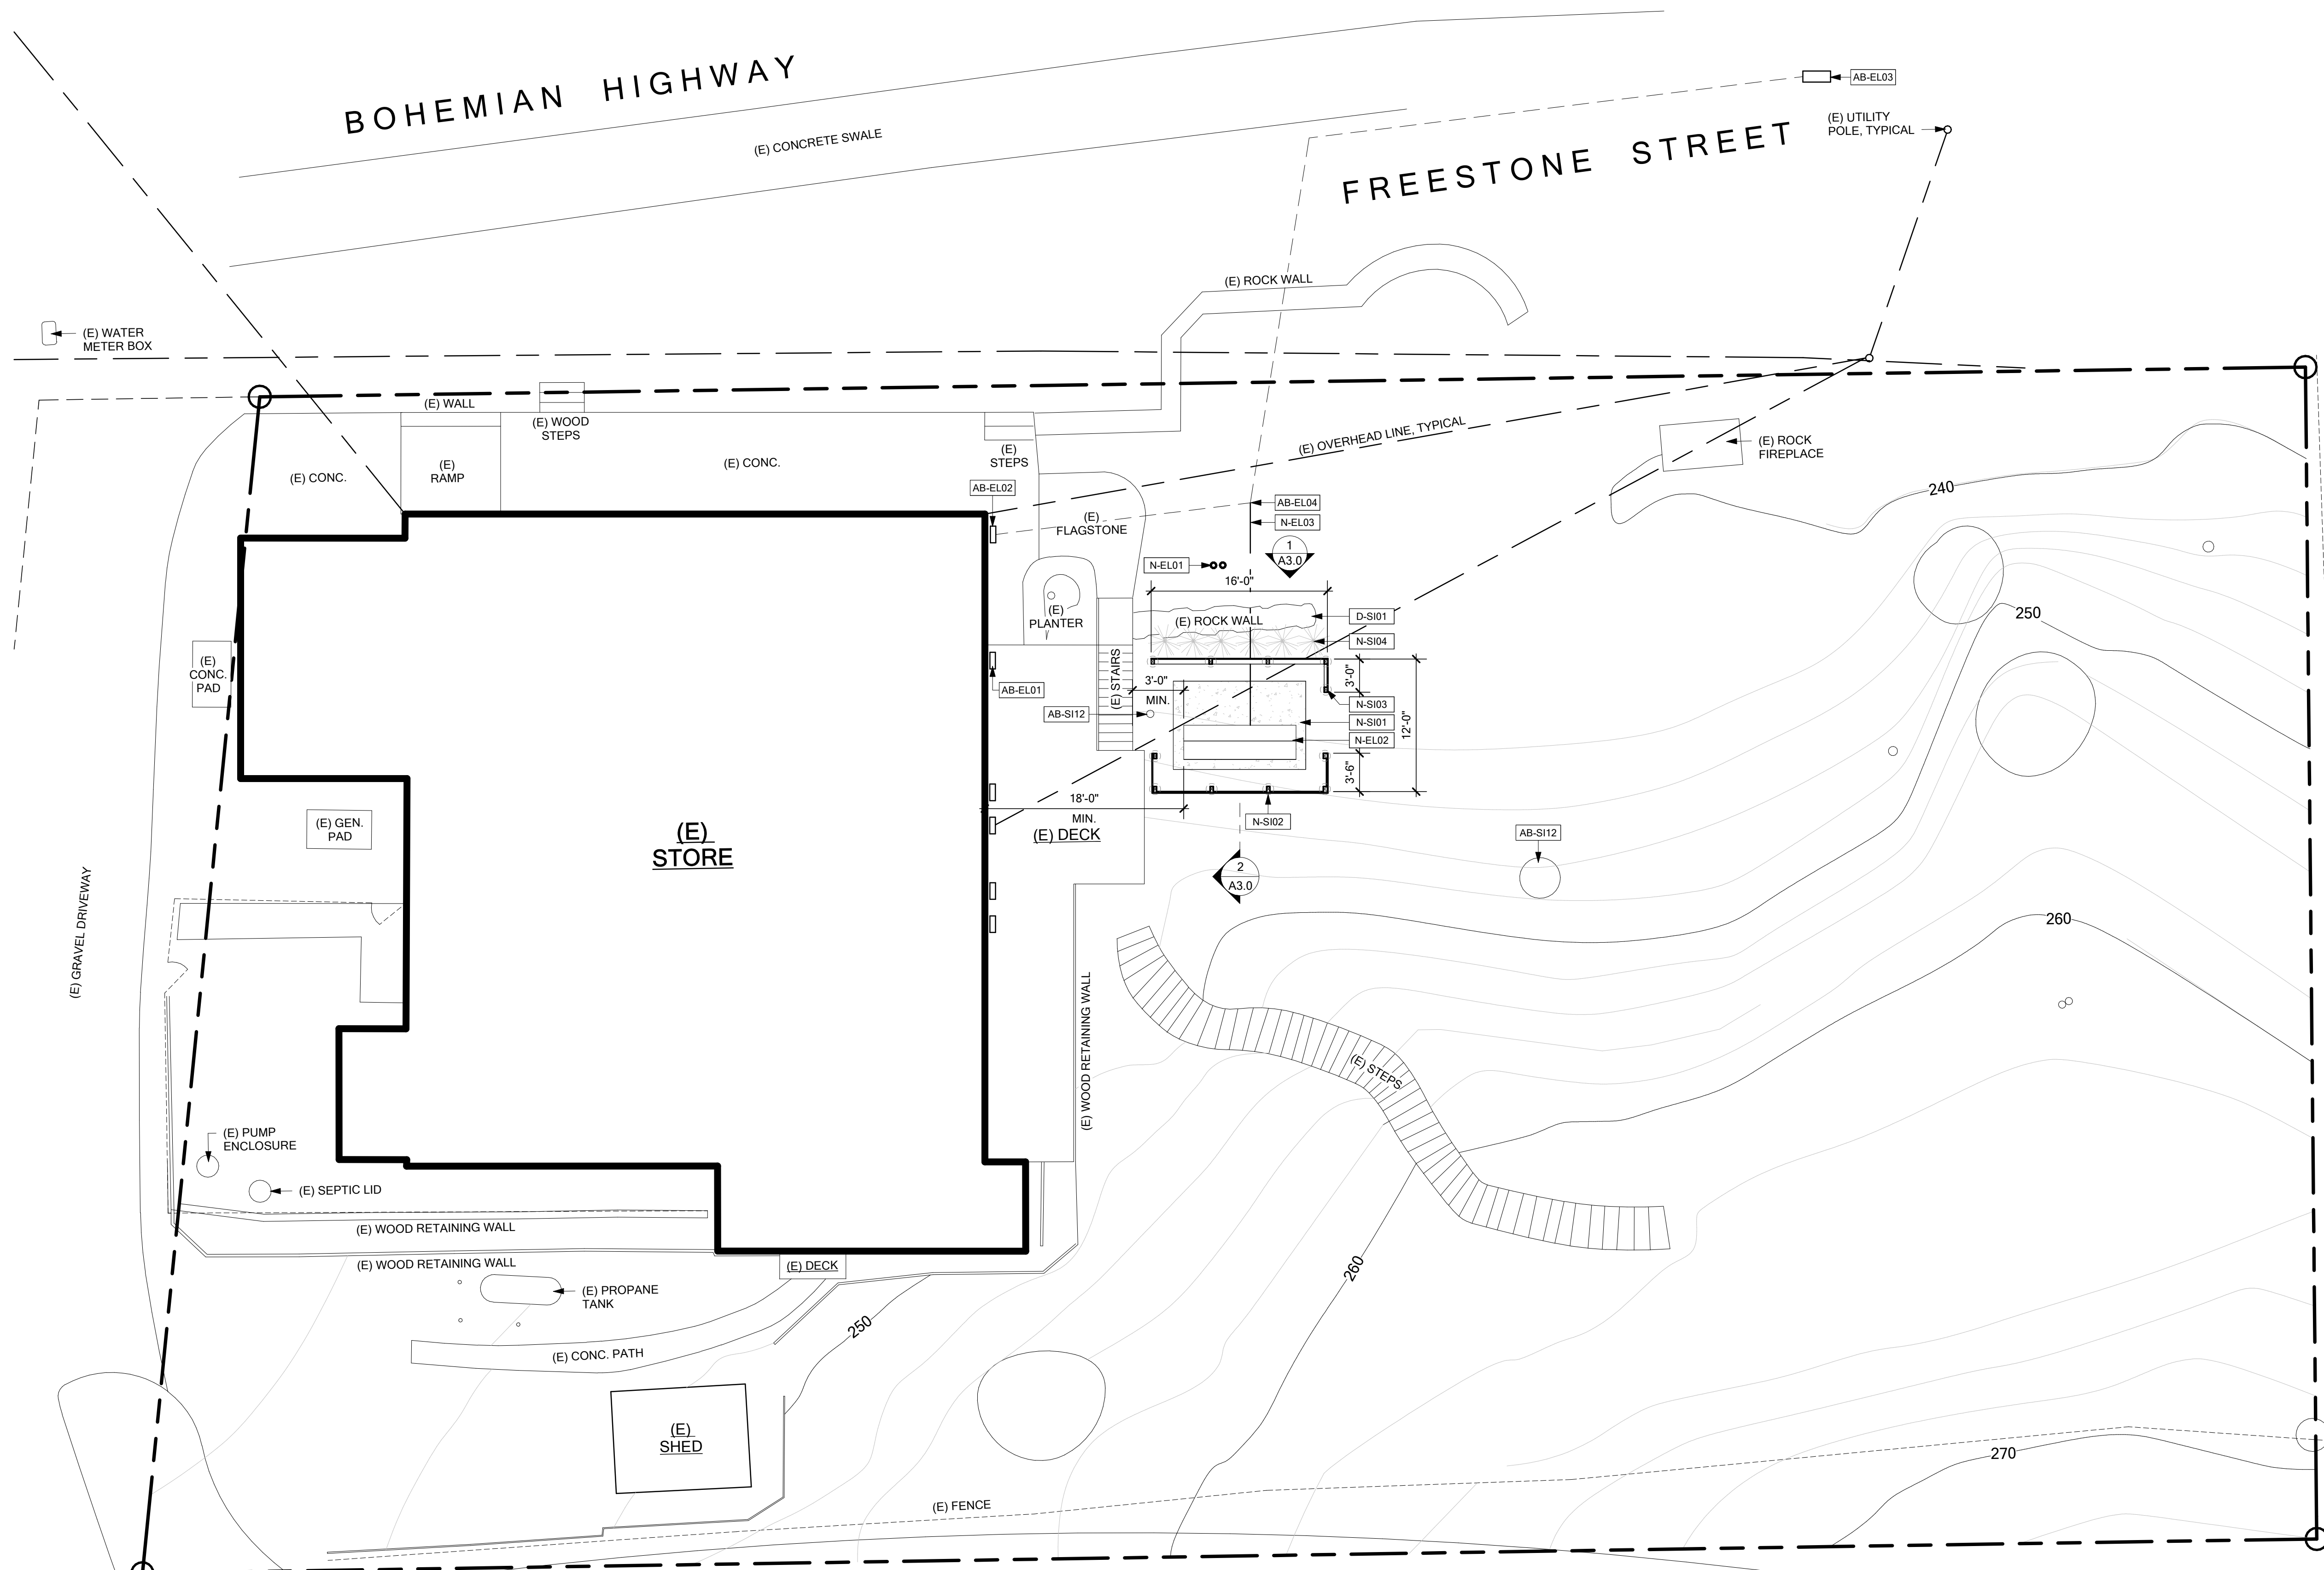 BOHEMIAN HIGHWAY
AB-EL03
(E) UTILITY
POLE, TYPICAL
(E) CONCRETE SWALE
FREESTONE STREET
(E) ROCK WALL
(E) WATER
METER BOX
(E) WALL
(E) WOOD
STEPS
(E) OVERHEAD LINE, TYPICAL
(E) ROCK
FIREPLACE
(E)
STEPS
(E) CONC.
(E)
RAMP
(E) CONC.
AB-EL02
240
AB-EL04
(E)
FLAGSTONE
N-EL03
1
A3.0
N-EL01
16'-0"
(E)
PLANTER
(E) ROCK WALL
D-SI01
250
N-SI04
(E)
CONC.
PAD
(E) STAIRS
3'-0"
MIN.
3'-0"
AB-EL01
AB-SI12
N-SI03
N-SI01
N-EL02
12'-0"
3'-6"
18'-0"
MIN.
(E) DECK
N-SI02
(E) GEN.
PAD
(E)
STORE
AB-SI12
2
A3.0
260
(E) GRAVEL DRIVEWAY
(E) WOOD RETAINING WALL
(E) STEPS
(E) PUMP
ENCLOSURE
(E) SEPTIC LID
(E) WOOD RETAINING WALL
(E) WOOD RETAINING WALL
(E) DECK
260
(E) PROPANE
TANK
250
(E) CONC. PATH
(E)
SHED
270
(E) FENCE